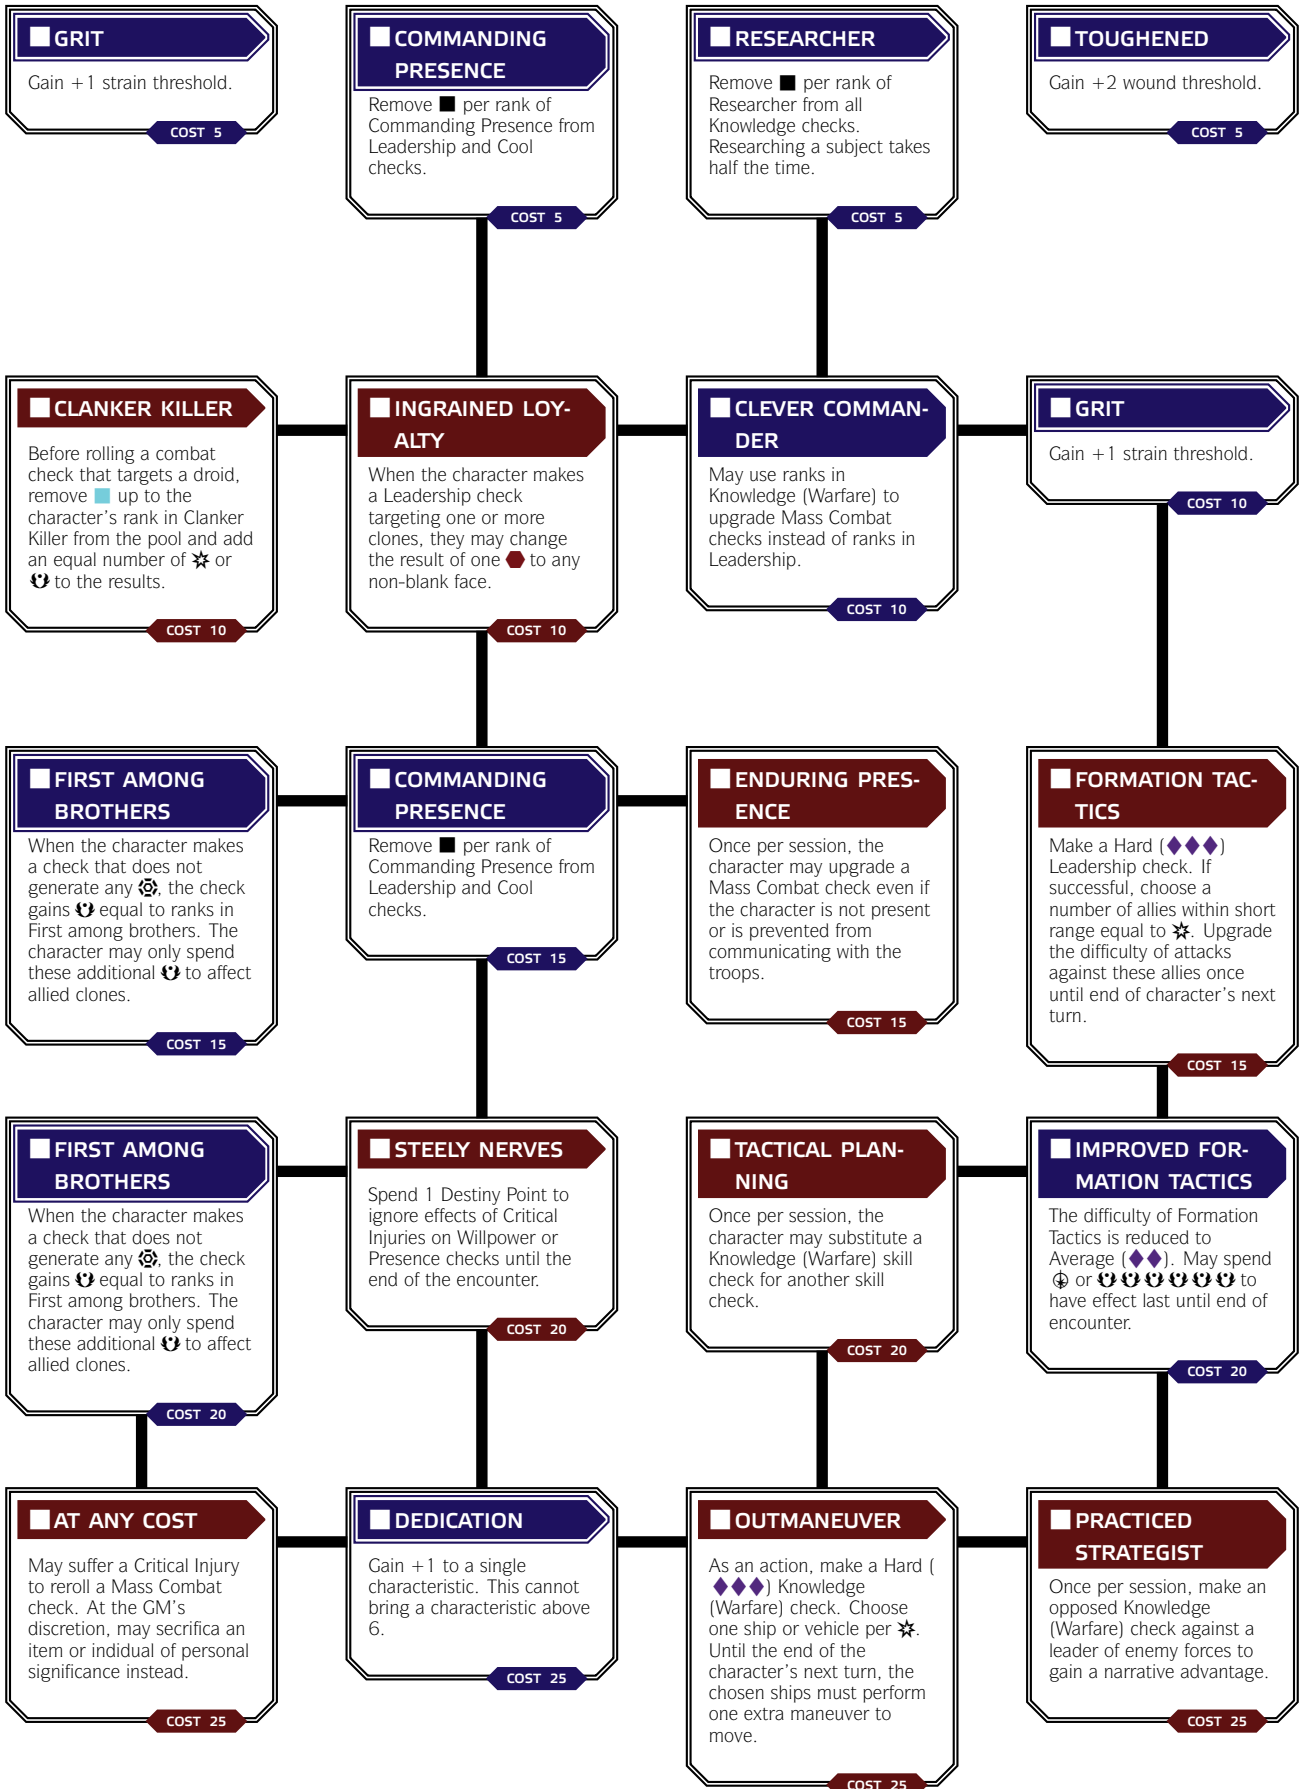 GRIT
Gain +1 strain threshold.
COST 5
COMMANDING
PRESENCE
Remove per rank of
Commanding Presence from
Leadership and Cool
checks.
COST 5
RESEARCHER
Remove per rank of
Researcher from all
Knowledge checks.
Researching a subject takes
half the time.
COST 5
TOUGHENED
Gain +2 wound threshold.
COST 5
CLANKER KILLER
Before rolling a combat
check that targets a droid,
remove up to the
character's rank in Clanker
Killer from the pool and add
an equal number of or
to the results.
COST 10
INGRAINED LOY-
ALTY
When the character makes
a Leadership check
targeting one or more
clones, they may change
the result of one to any
non-blank face.
COST 10
CLEVER COMMAN-
DER
May use ranks in
Knowledge (Warfare) to
upgrade Mass Combat
checks instead of ranks in
Leadership.
COST 10
GRIT
Gain +1 strain threshold.
COST 10
FIRST AMONG
BROTHERS
When the character makes
a check that does not
generate any , the check
gains equal to ranks in
First among brothers. The
character may only spend
these additional to affect
allied clones.
COST 15
COMMANDING
PRESENCE
Remove per rank of
Commanding Presence from
Leadership and Cool
checks.
COST 15
ENDURING PRES-
ENCE
Once per session, the
character may upgrade a
Mass Combat check even if
the character is not present
or is prevented from
communicating with the
troops.
COST 15
FORMATION TAC-
TICS
Make a Hard (◆◆◆)
Leadership check. If
successful, choose a
number of allies within short
range equal to . Upgrade
the difficulty of attacks
against these allies once
until end of character's next
turn.
COST 15
FIRST AMONG
BROTHERS
When the character makes
a check that does not
generate any , the check
gains equal to ranks in
First among brothers. The
character may only spend
these additional to affect
allied clones.
COST 20
STEELY NERVES
Spend 1 Destiny Point to
ignore effects of Critical
Injuries on Willpower or
Presence checks until the
end of the encounter.
COST 20
TACTICAL PLAN-
NING
Once per session, the
character may substitute a
Knowledge (Warfare) skill
check for another skill
check.
COST 20
IMPROVED FOR-
MATION TACTICS
The difficulty of Formation
Tactics is reduced to
Average (◆◆). May spend
or to
have effect last until end of
encounter.
COST 20
AT ANY COST
May suffer a Critical Injury
to reroll a Mass Combat
check. At the GM's
discretion, may secrifica an
item or indidual of personal
significance instead.
COST 25
DEDICATION
Gain +1 to a single
characteristic. This cannot
bring a characteristic above
6.
COST 25
OUTMANEUVER
As an action, make a Hard (
◆◆◆) Knowledge
(Warfare) check. Choose
one ship or vehicle per .
Until the end of the
character's next turn, the
chosen ships must perform
one extra maneuver to
move.
COST 25
PRACTICED
STRATEGIST
Once per session, make an
opposed Knowledge
(Warfare) check against a
leader of enemy forces to
gain a narrative advantage.
COST 25